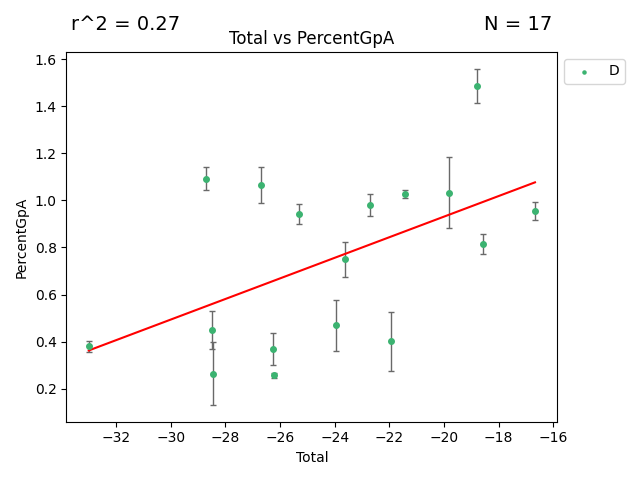 r^2 = 0.27
N = 17
Total vs PercentGpA
D
1.6
1.4
1.2
1.0
0.8
0.6
0.4
0.2
PercentGpA
−32
−30
−28
−26
−24
−22
−20
−18
−16
Total